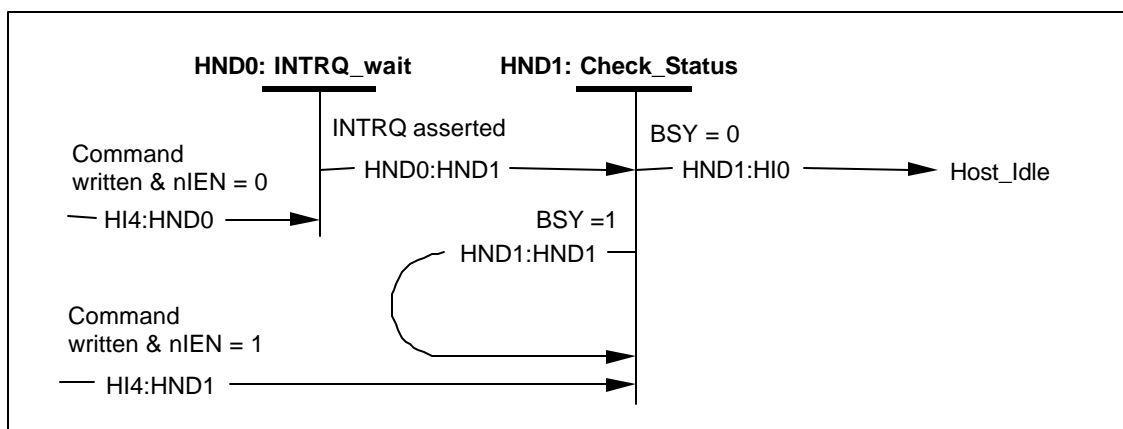 HND0: INTRQ_wait
HND1: Check_Status
INTRQ asserted
BSY = 0
Command
written & nIEN = 0
HND0:HND1
HND1:HI0
Host_Idle
HI4:HND0
BSY =1
HND1:HND1
Command
written & nIEN = 1
HI4:HND1